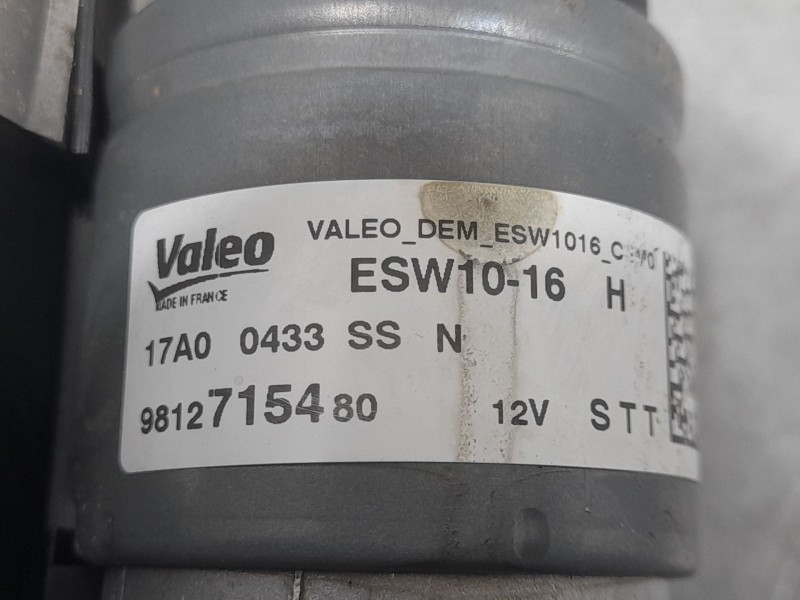 Valeo
MADE IN FRANCE
VALEO_DEM_ESW1016_C
ESW10-16 H
17A0 0433 SS N
9812715480 12V STT